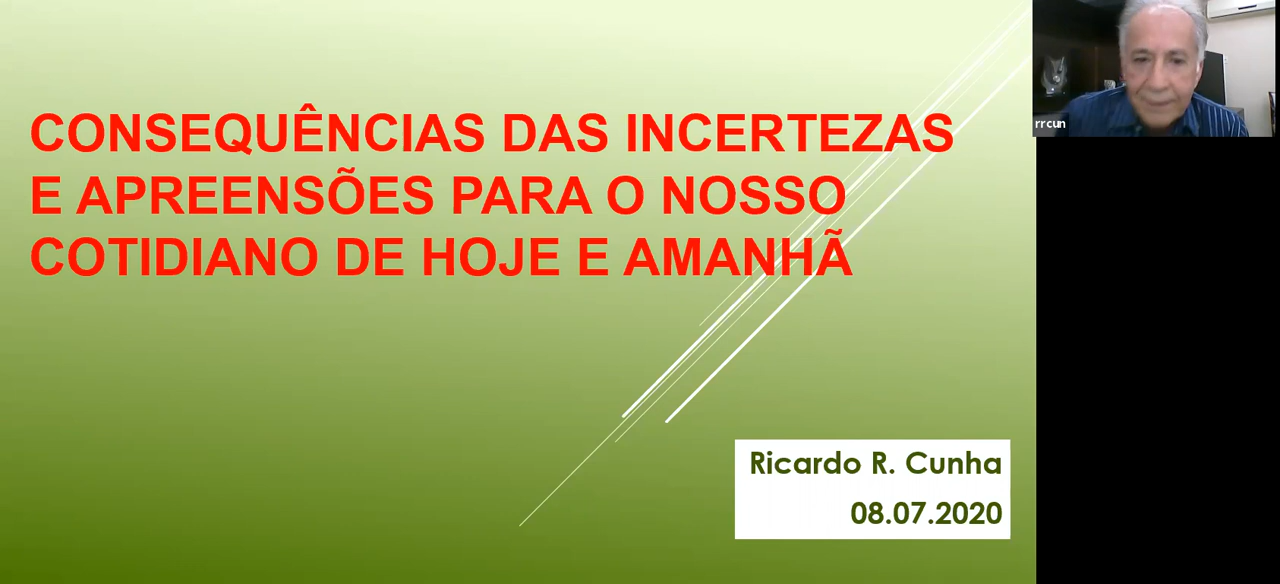 CONSEQUÊNCIAS DAS INCERTEZAS
E APREENSÕES PARA O NOSSO
COTIDIANO DE HOJE E AMANHÃ
Ricardo R. Cunha
08.07.2020
rrcun